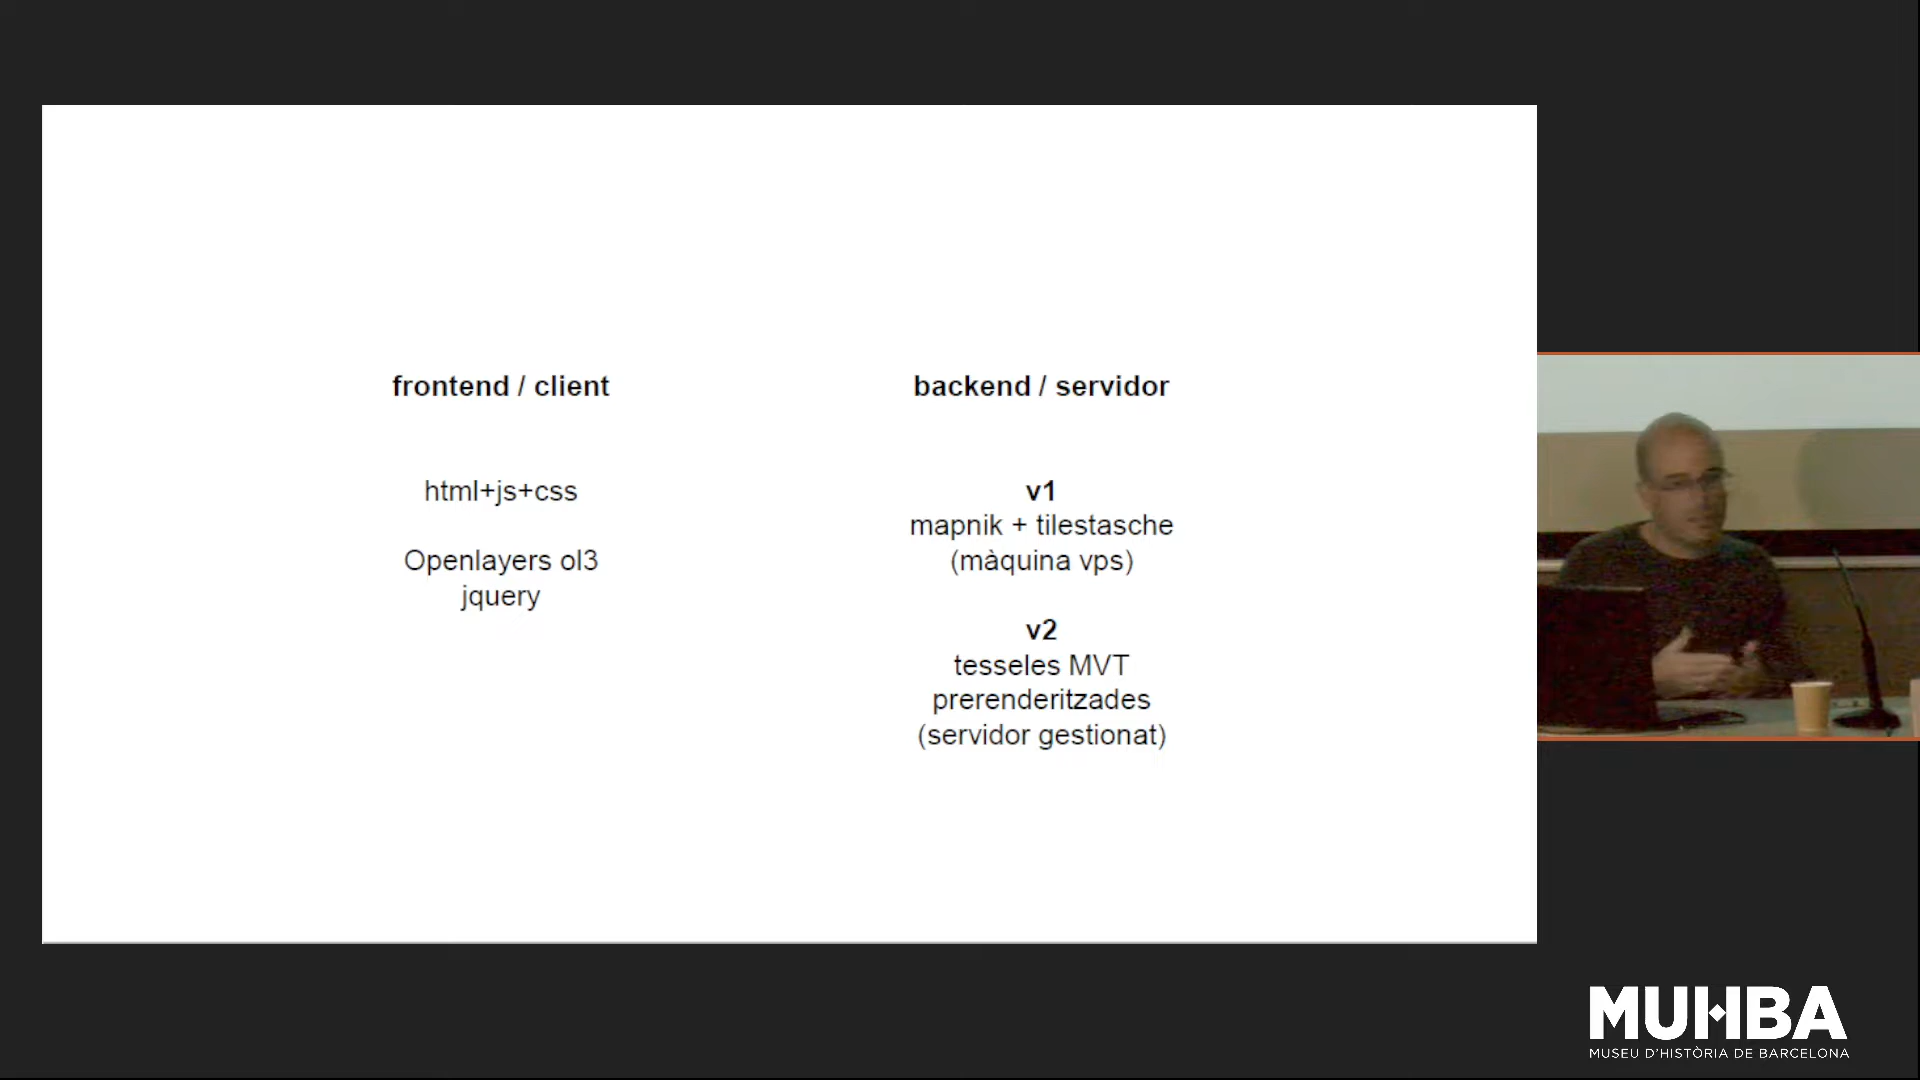 frontend / client
html+js+css
Openlayers ol3
jquery
backend / servidor
v1
mapnik + tilestasche
(màquina vps)
v2
tesseles MVT
prerenderitzades
(servidor gestionat)
MUHBA
MUSEU D'HISTÒRIA DE BARCELONA